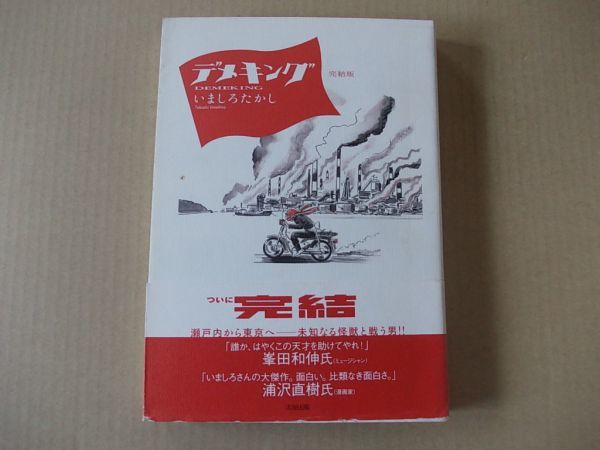 デメキング
完結版
DEMEKING
いましろたかし
Takashi Imashiro
ついに
完結
瀬戸内から東京へ――未知なる怪獣と戦う男!!
「誰か、はやくこの天才を助けてやれ!」
峯田和伸氏(ミュージシャン)
「いましろさんの大傑作。面白い。比類なき面白さ。」
浦沢直樹氏(漫画家)
太田出版